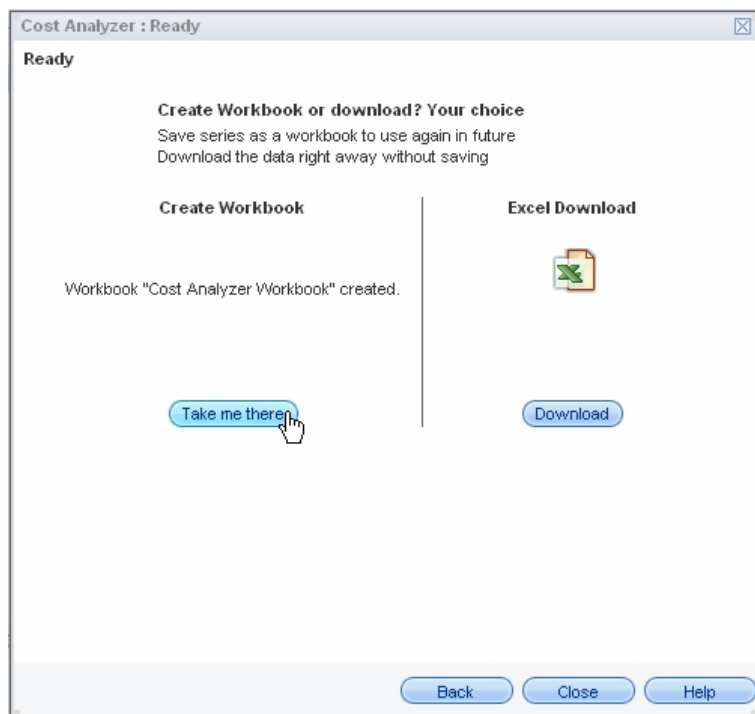 Cost Analyzer : Ready
Ready
Create Workbook or download? Your choice
Save series as a workbook to use again in future
Download the data right away without saving
Create Workbook
Excel Download
Workbook "Cost Analyzer Workbook" created.
Take me there
Download
Back
Close
Help